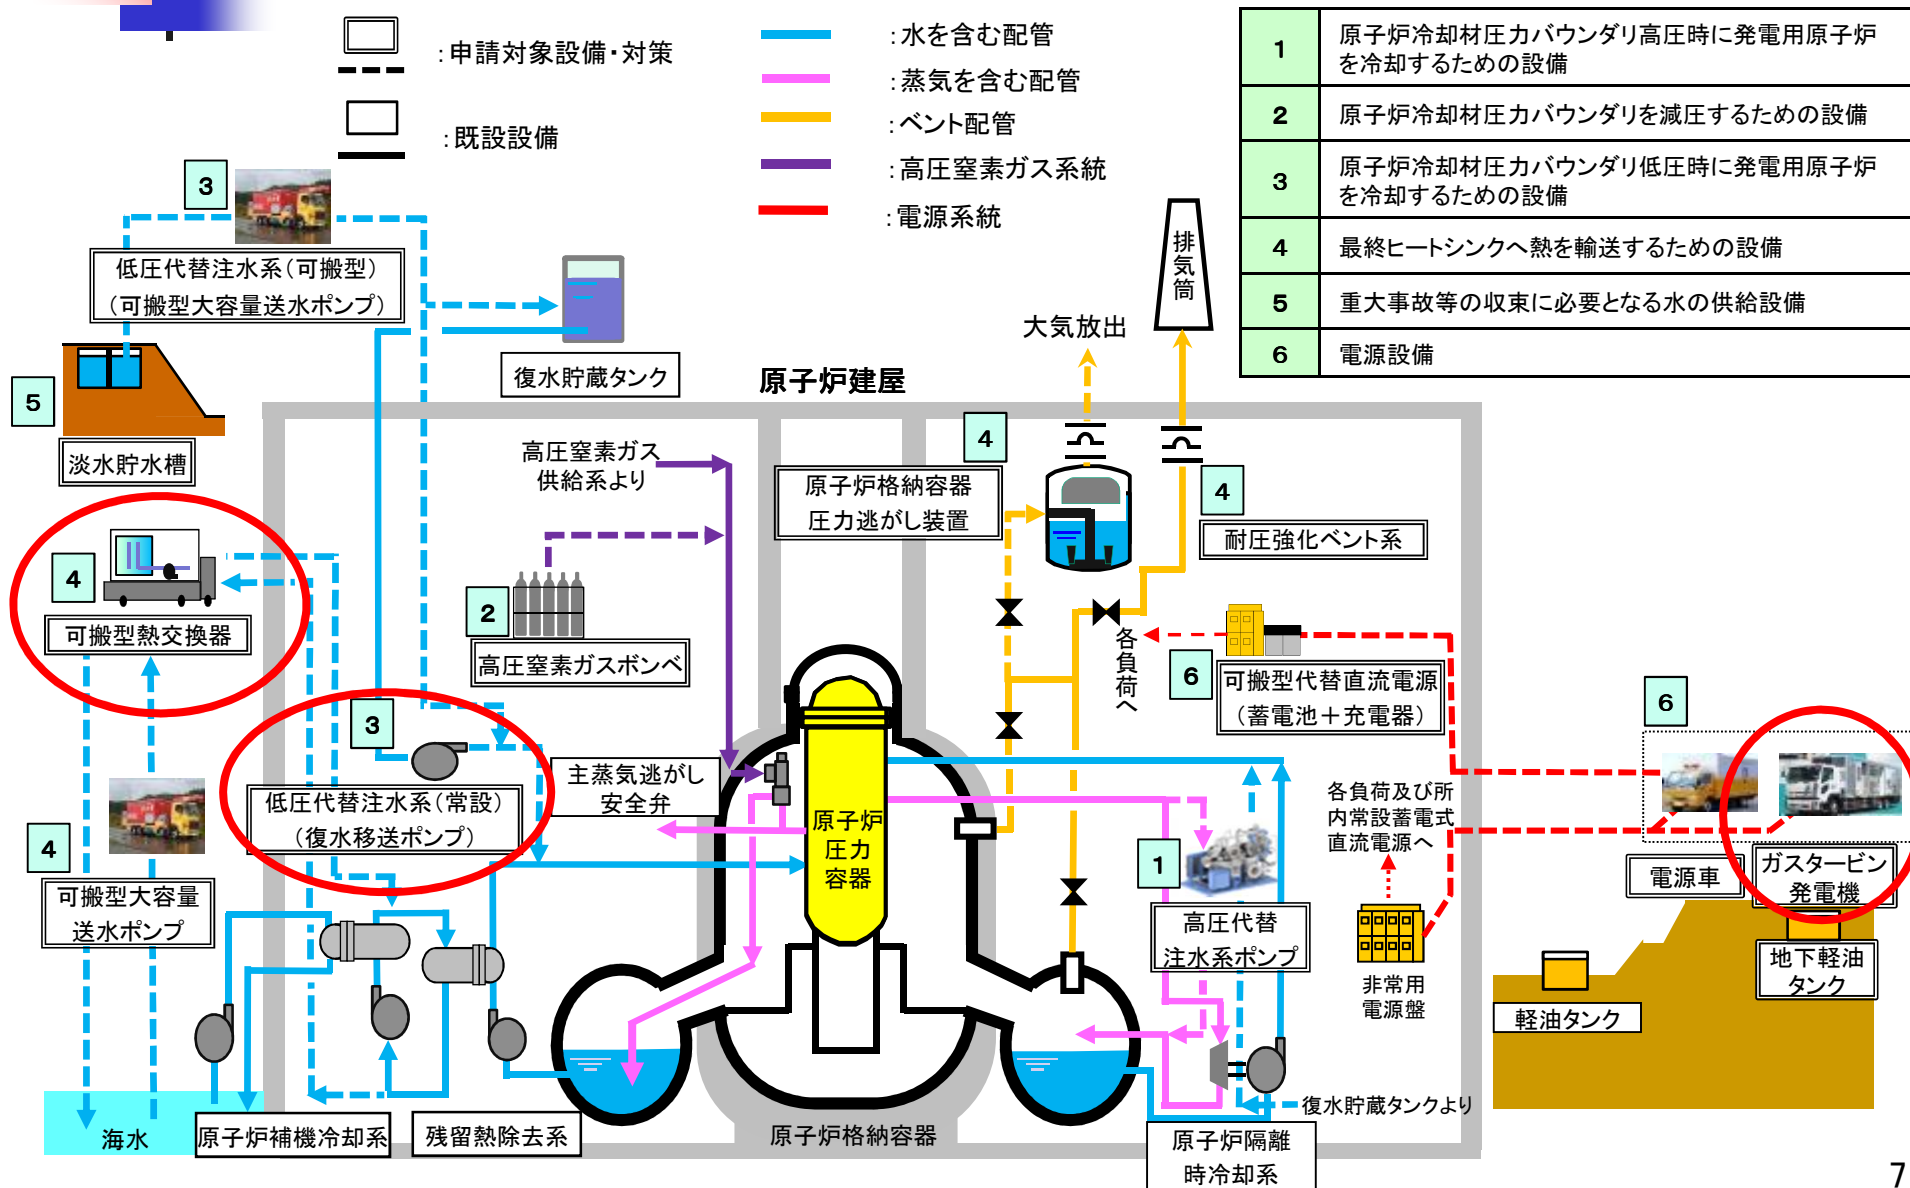 ：申請対象設備・対策
：既設設備
：水を含む配管
：蒸気を含む配管
：ベント配管
：高圧窒素ガス系統
：電源系統
1
原子炉冷却材圧力バウンダリ高圧時に発電用原子炉
を冷却するための設備
2
原子炉冷却材圧力バウンダリを減圧するための設備
3
原子炉冷却材圧力バウンダリ低圧時に発電用原子炉
を冷却するための設備
4
最終ヒートシンクへ熱を輸送するための設備
5
重大事故等の収束に必要となる水の供給設備
6
電源設備
3
低圧代替注水系（可搬型）
（可搬型大容量送水ポンプ）
復水貯蔵タンク
5
淡水貯水槽
原子炉建屋
大気放出
排気筒
高圧窒素ガス
供給系より
4
原子炉格納容器
圧力逃がし装置
4
耐圧強化ベント系
4
可搬型熱交換器
2
高圧窒素ガスボンベ
各負荷へ
6
可搬型代替直流電源
（蓄電池＋充電器）
6
3
低圧代替注水系（常設）
（復水移送ポンプ）
主蒸気逃がし
安全弁
原子炉
圧力
容器
各負荷及び所
内常設蓄電式
直流電源へ
電源車
ガスタービン
発電機
4
可搬型大容量
送水ポンプ
1
高圧代替
注水系ポンプ
非常用
電源盤
地下軽油
タンク
軽油タンク
海水
原子炉補機冷却系
残留熱除去系
原子炉格納容器
復水貯蔵タンクより
原子炉隔離
時冷却系
7